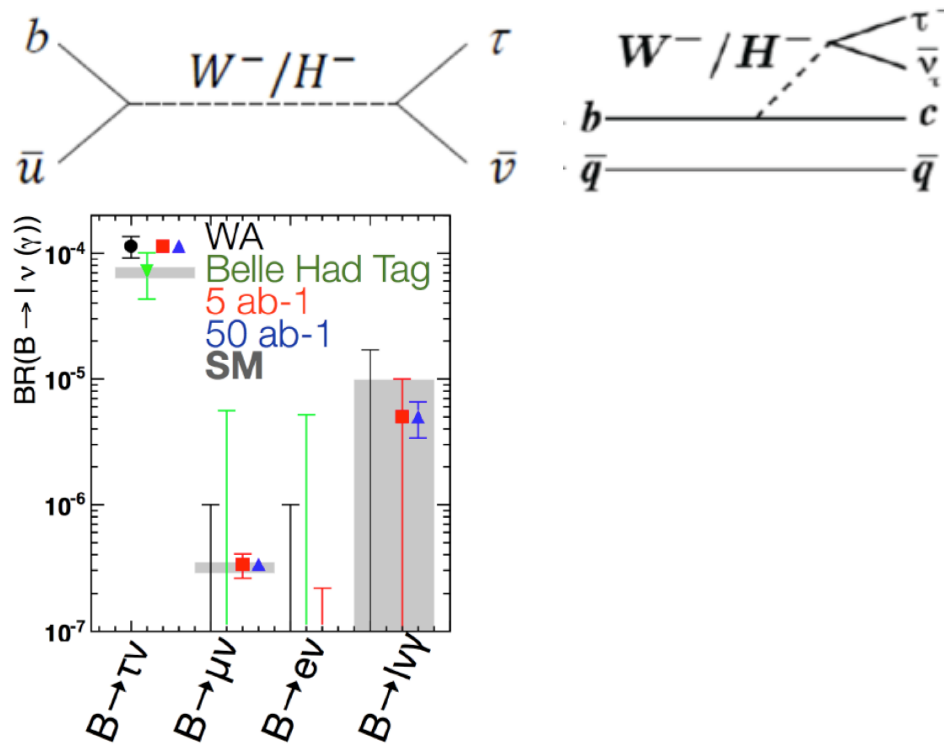 b W⁻/H⁻ τ
ū ν̄
W⁻/H⁻ τ⁻
ν̄τ
b c
q̄ q̄
BR(B → l ν (γ))
10⁻⁴
10⁻⁵
10⁻⁶
10⁻⁷
WA
Belle Had Tag
5 ab-1
50 ab-1
SM
B→τν
B→μν
B→eν
B→lνγ